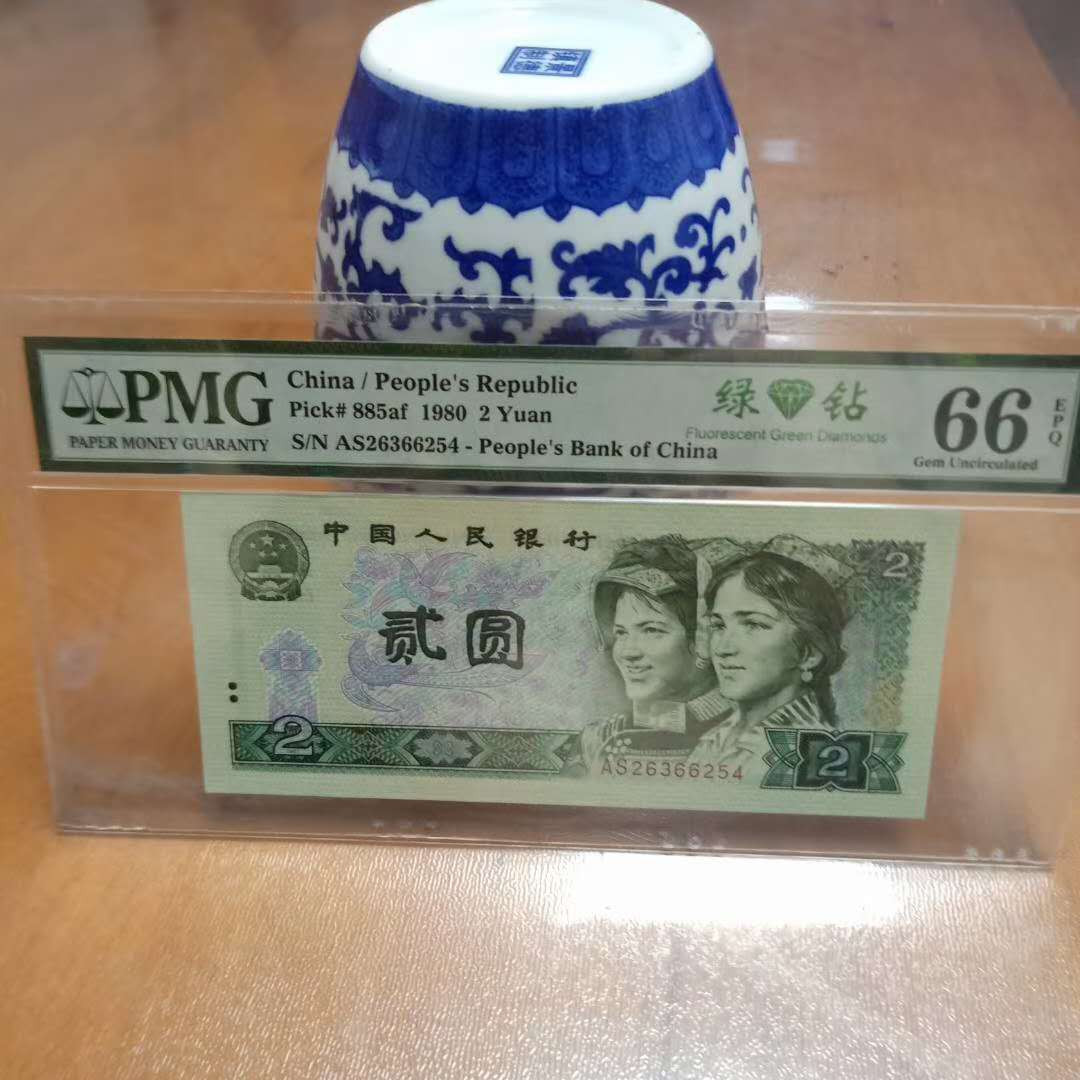 PMG
PAPER MONEY GUARANTY
China / People's Republic
Pick# 885af 1980 2 Yuan
S/N AS26366254 - People's Bank of China
绿钻
Fluorescent Green Diamonds
66
EPQ
Gem Uncirculated
中国人民银行
2
贰圆
2
AS26366254
2